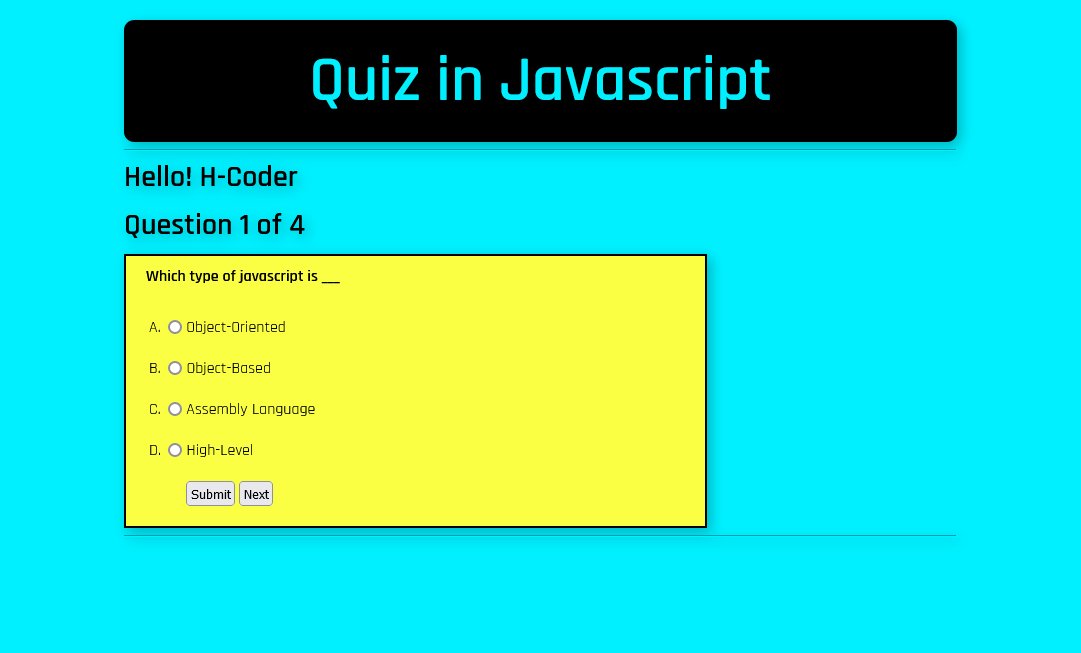 Quiz in Javascript
Hello! H-Coder
Question 1 of 4
Which type of javascript is ___
A. Object-Oriented
B. Object-Based
C. Assembly Language
D. High-Level
Submit Next